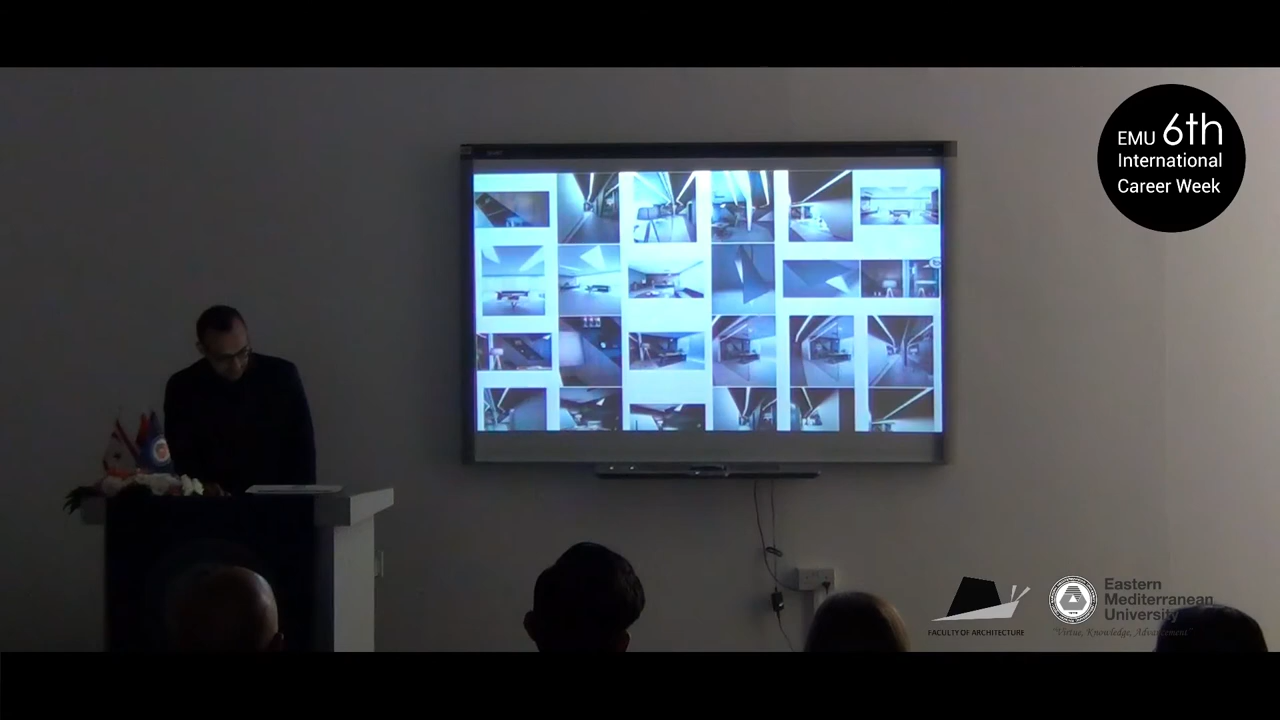 EMU 6th
International
Career Week
FACULTY OF ARCHITECTURE
Eastern
Mediterranean
University
"Virtue, Knowledge, Advancement"